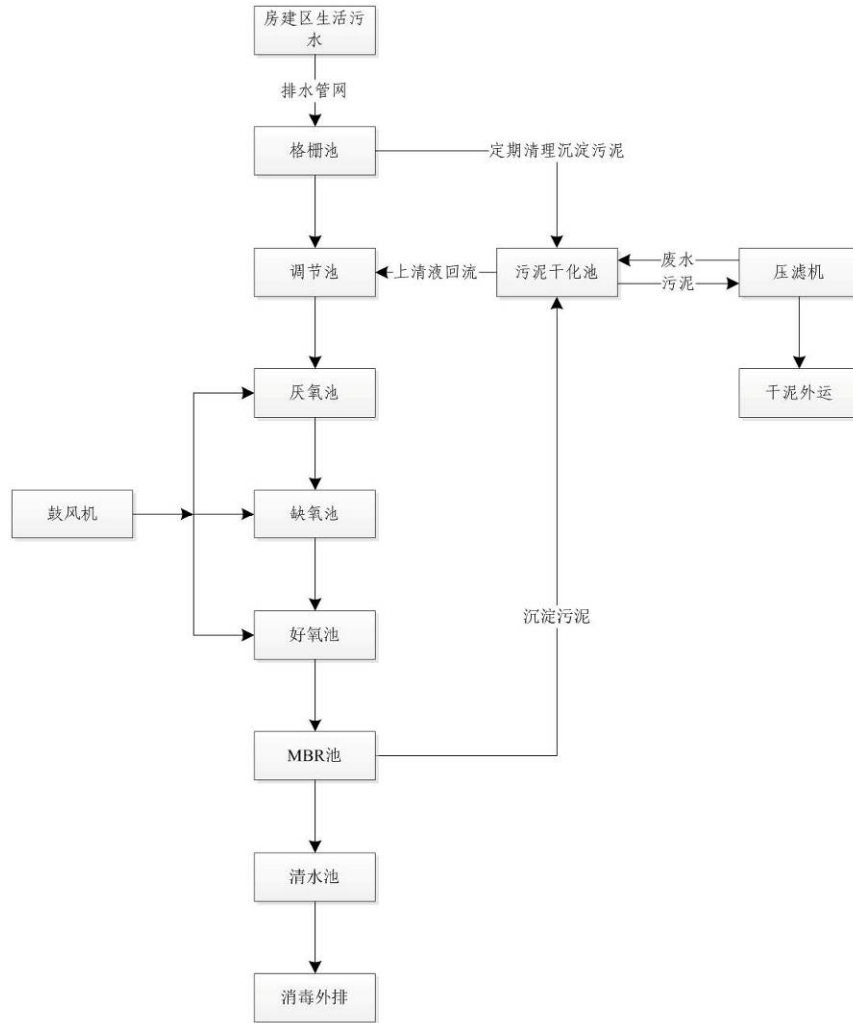 房建区生活污
水
排水管网
格栅池
定期清理沉淀污泥
调节池
上清液回流
污泥干化池
废水
污泥
压滤机
厌氧池
干泥外运
鼓风机
缺氧池
好氧池
沉淀污泥
MBR池
清水池
消毒外排